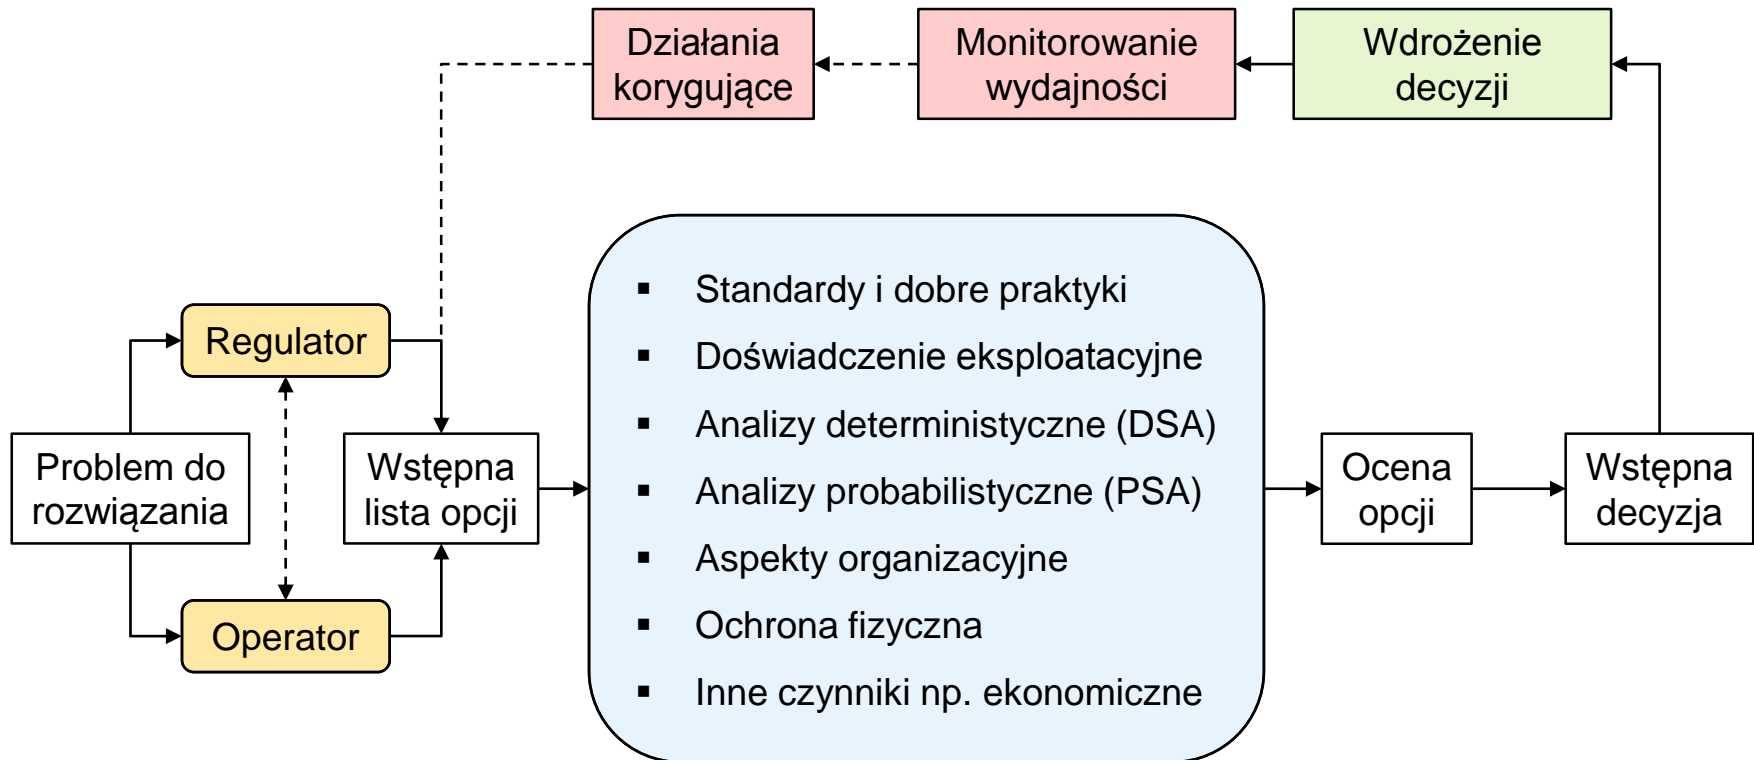 Działania
korygujące
Monitorowanie
wydajności
Wdrożenie
decyzji
▪ Standardy i dobre praktyki
▪ Doświadczenie eksploatacyjne
▪ Analizy deterministyczne (DSA)
▪ Analizy probabilistyczne (PSA)
▪ Aspekty organizacyjne
▪ Ochrona fizyczna
▪ Inne czynniki np. ekonomiczne
Regulator
Problem do
rozwiązania
Wstępna
lista opcji
Operator
Ocena
opcji
Wstępna
decyzja